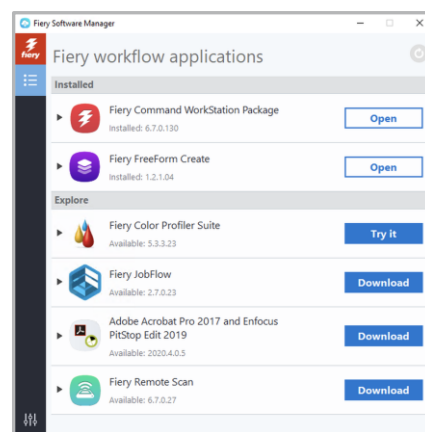 Fiery Software Manager
fiery
Fiery workflow applications
Installed
Fiery Command WorkStation Package
Installed: 6.7.0.130
Open
Fiery FreeForm Create
Installed: 1.2.1.04
Open
Explore
Fiery Color Profiler Suite
Available: 5.3.3.23
Try it
Fiery JobFlow
Available: 2.7.0.23
Download
Adobe Acrobat Pro 2017 and Enfocus
PitStop Edit 2019
Available: 2020.4.0.5
Download
Fiery Remote Scan
Available: 6.7.0.27
Download